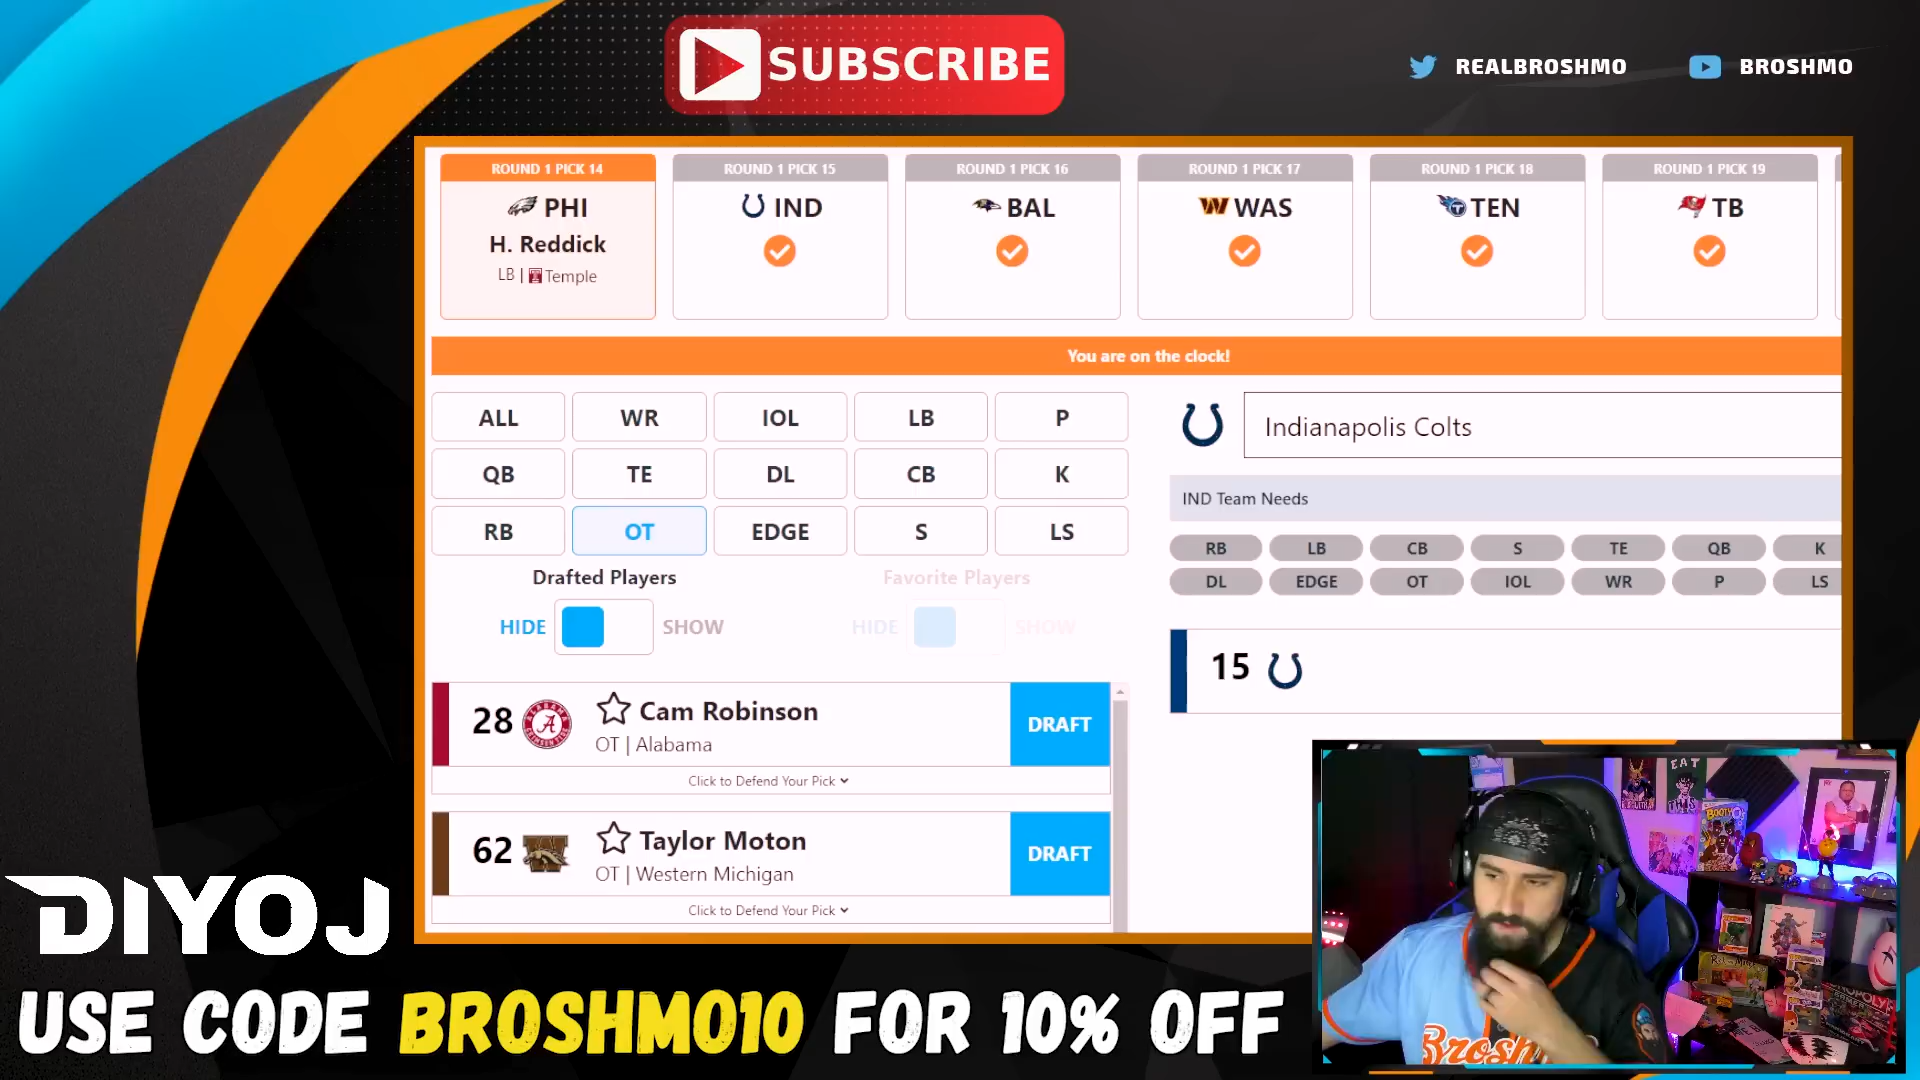 SUBSCRIBE
REALBROSHMO
BROSHMO
ROUND 1 PICK 14
PHI
H. Reddick
LB | Temple
ROUND 1 PICK 15
IND
ROUND 1 PICK 16
BAL
ROUND 1 PICK 17
WAS
ROUND 1 PICK 18
TEN
ROUND 1 PICK 19
TB
You are on the clock!
ALL WR IOL LB P
QB TE DL CB K
RB OT EDGE S LS
Drafted Players
HIDE SHOW
Favorite Players
HIDE SHOW
28 Cam Robinson
OT | Alabama
DRAFT
Click to Defend Your Pick
62 Taylor Moton
OT | Western Michigan
DRAFT
Click to Defend Your Pick
Indianapolis Colts
IND Team Needs
RB LB CB S TE QB K
DL EDGE OT IOL WR P LS
15
EAT
THIS
BOOTY O's
Brosh
DIYOJ
USE CODE BROSHMO10 FOR 10% OFF